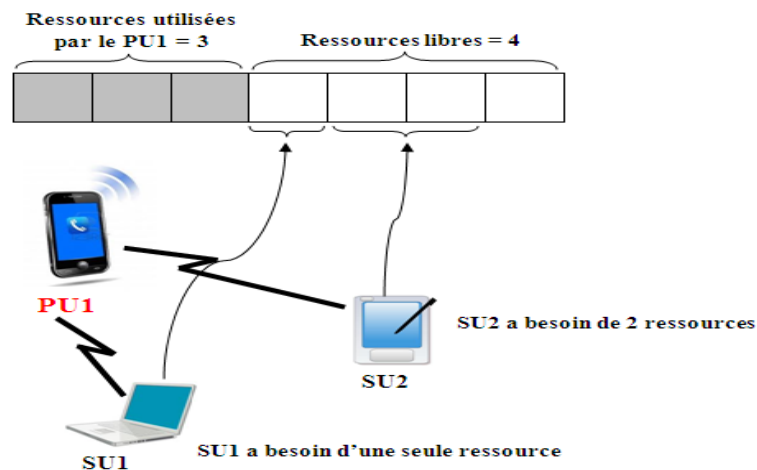 Ressources utilisées
par le PU1 = 3
Ressources libres = 4
PU1
SU2 a besoin de 2 ressources
SU2
SU1 a besoin d'une seule ressource
SU1